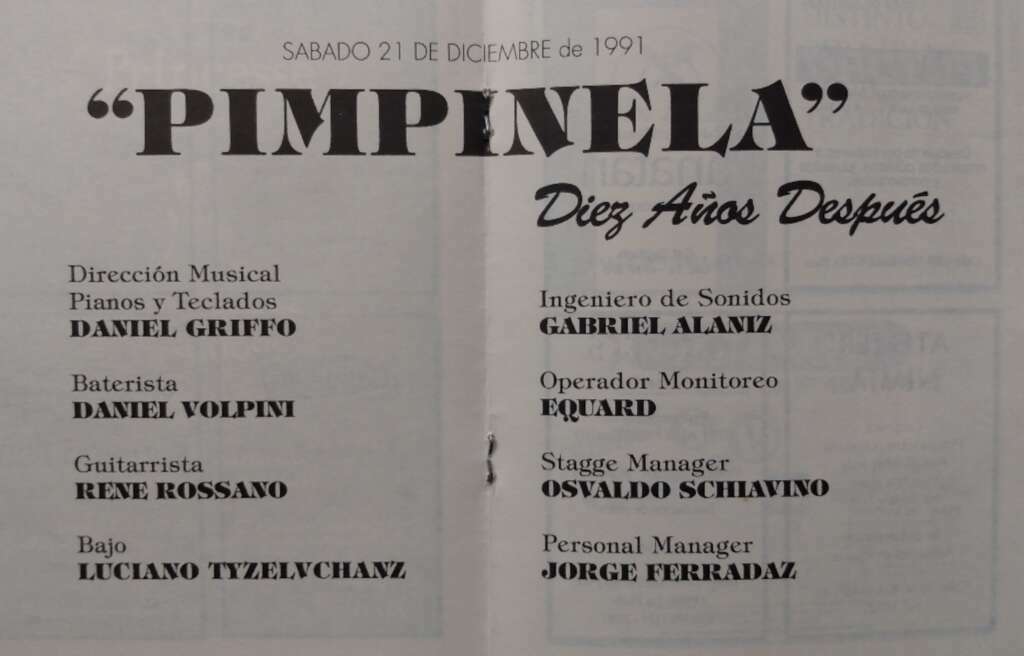 SABADO 21 DE DICIEMBRE de 1991
“PIMPINELA”
Diez Años Después
Dirección Musical
Pianos y Teclados
DANIEL GRIFFO
Baterista
DANIEL VOLPINI
Guitarrista
RENE ROSSANO
Bajo
LUCIANO TYZELVCHANZ
Ingeniero de Sonidos
GABRIEL ALANIZ
Operador Monitoreo
EQUARD
Stagge Manager
OSVALDO SCHIAVINO
Personal Manager
JORGE FERRADAZ